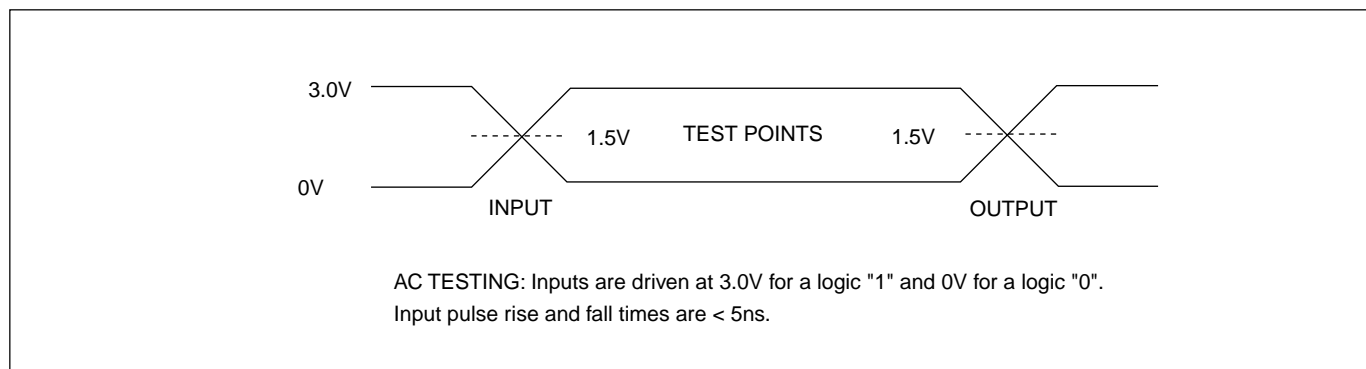 3.0V
1.5V TEST POINTS 1.5V
0V
INPUT OUTPUT
AC TESTING: Inputs are driven at 3.0V for a logic "1" and 0V for a logic "0".
Input pulse rise and fall times are < 5ns.